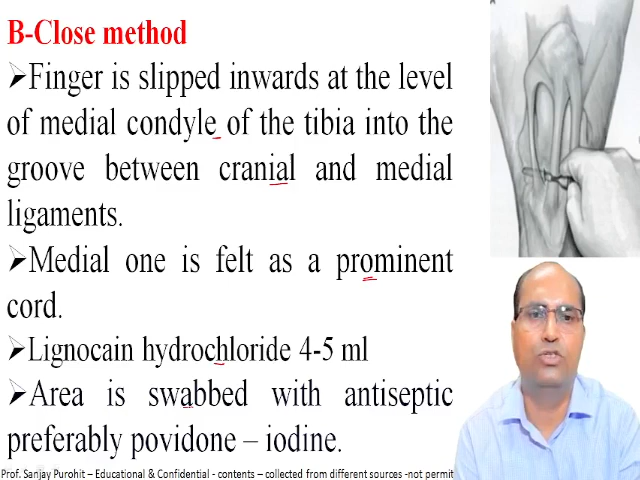 B-Close method
➢Finger is slipped inwards at the level
of medial condyle of the tibia into the
groove between cranial and medial
ligaments.
➢Medial one is felt as a prominent
cord.
➢Lignocain hydrochloride 4-5 ml
➢Area is swabbed with antiseptic
preferably povidone – iodine.
Prof. Sanjay Purohit – Educational & Confidential - contents – collected from different sources -not permit